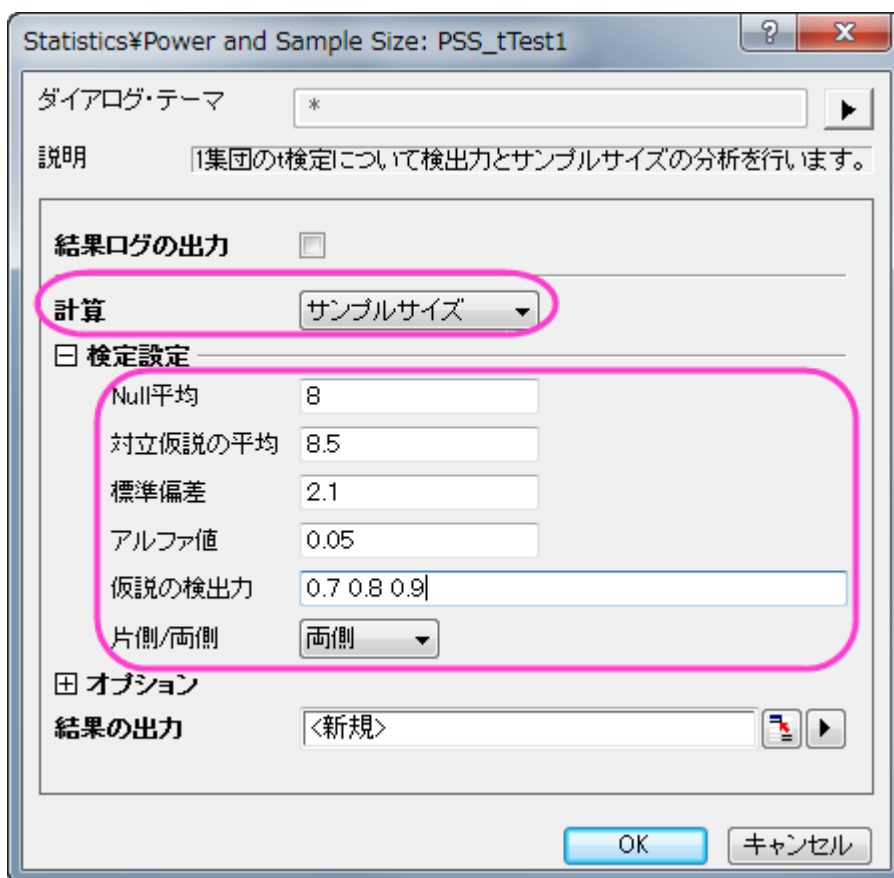 Statistics¥Power and Sample Size: PSS_tTest1
ダイアログ・テーマ *
説明 1集団のt検定について検出力とサンプルサイズの分析を行います。
結果ログの出力
計算 サンプルサイズ
検定設定
Null平均 8
対立仮説の平均 8.5
標準偏差 2.1
アルファ値 0.05
仮説の検出力 0.7 0.8 0.9
片側/両側 両側
オプション
結果の出力 <新規>
OK キャンセル